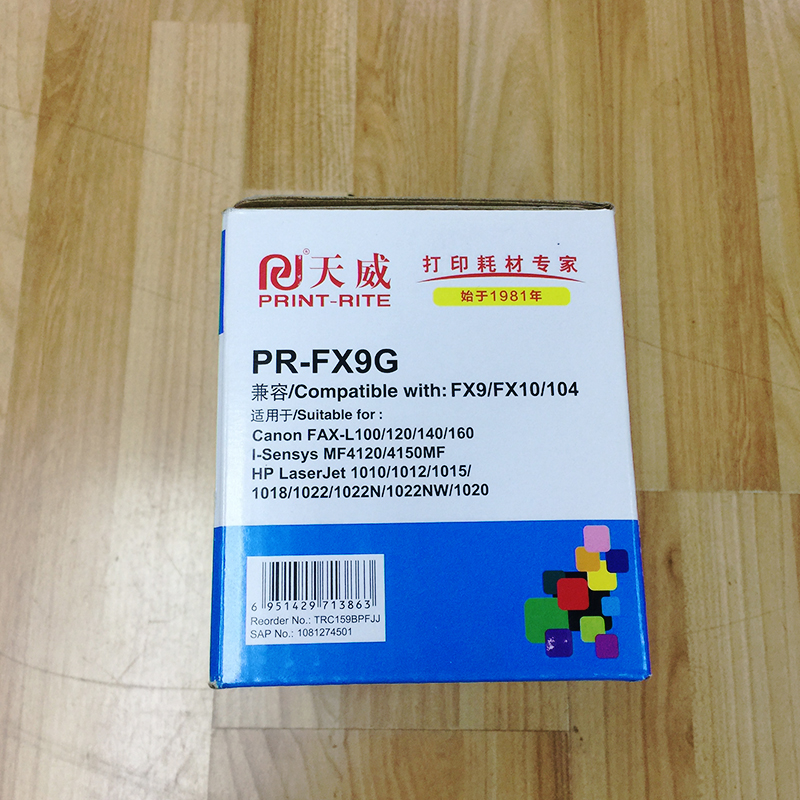 天威
PRINT-RITE
打印耗材专家
始于1981年
PR-FX9G
兼容/Compatible with: FX9/FX10/104
适用于/Suitable for :
Canon FAX-L100/120/140/160
I-Sensys MF4120/4150MF
HP LaserJet 1010/1012/1015/
1018/1022/1022N/1022NW/1020
6 951429 713863
Reorder No.: TRC159BPFJJ
SAP No.: 1081274501